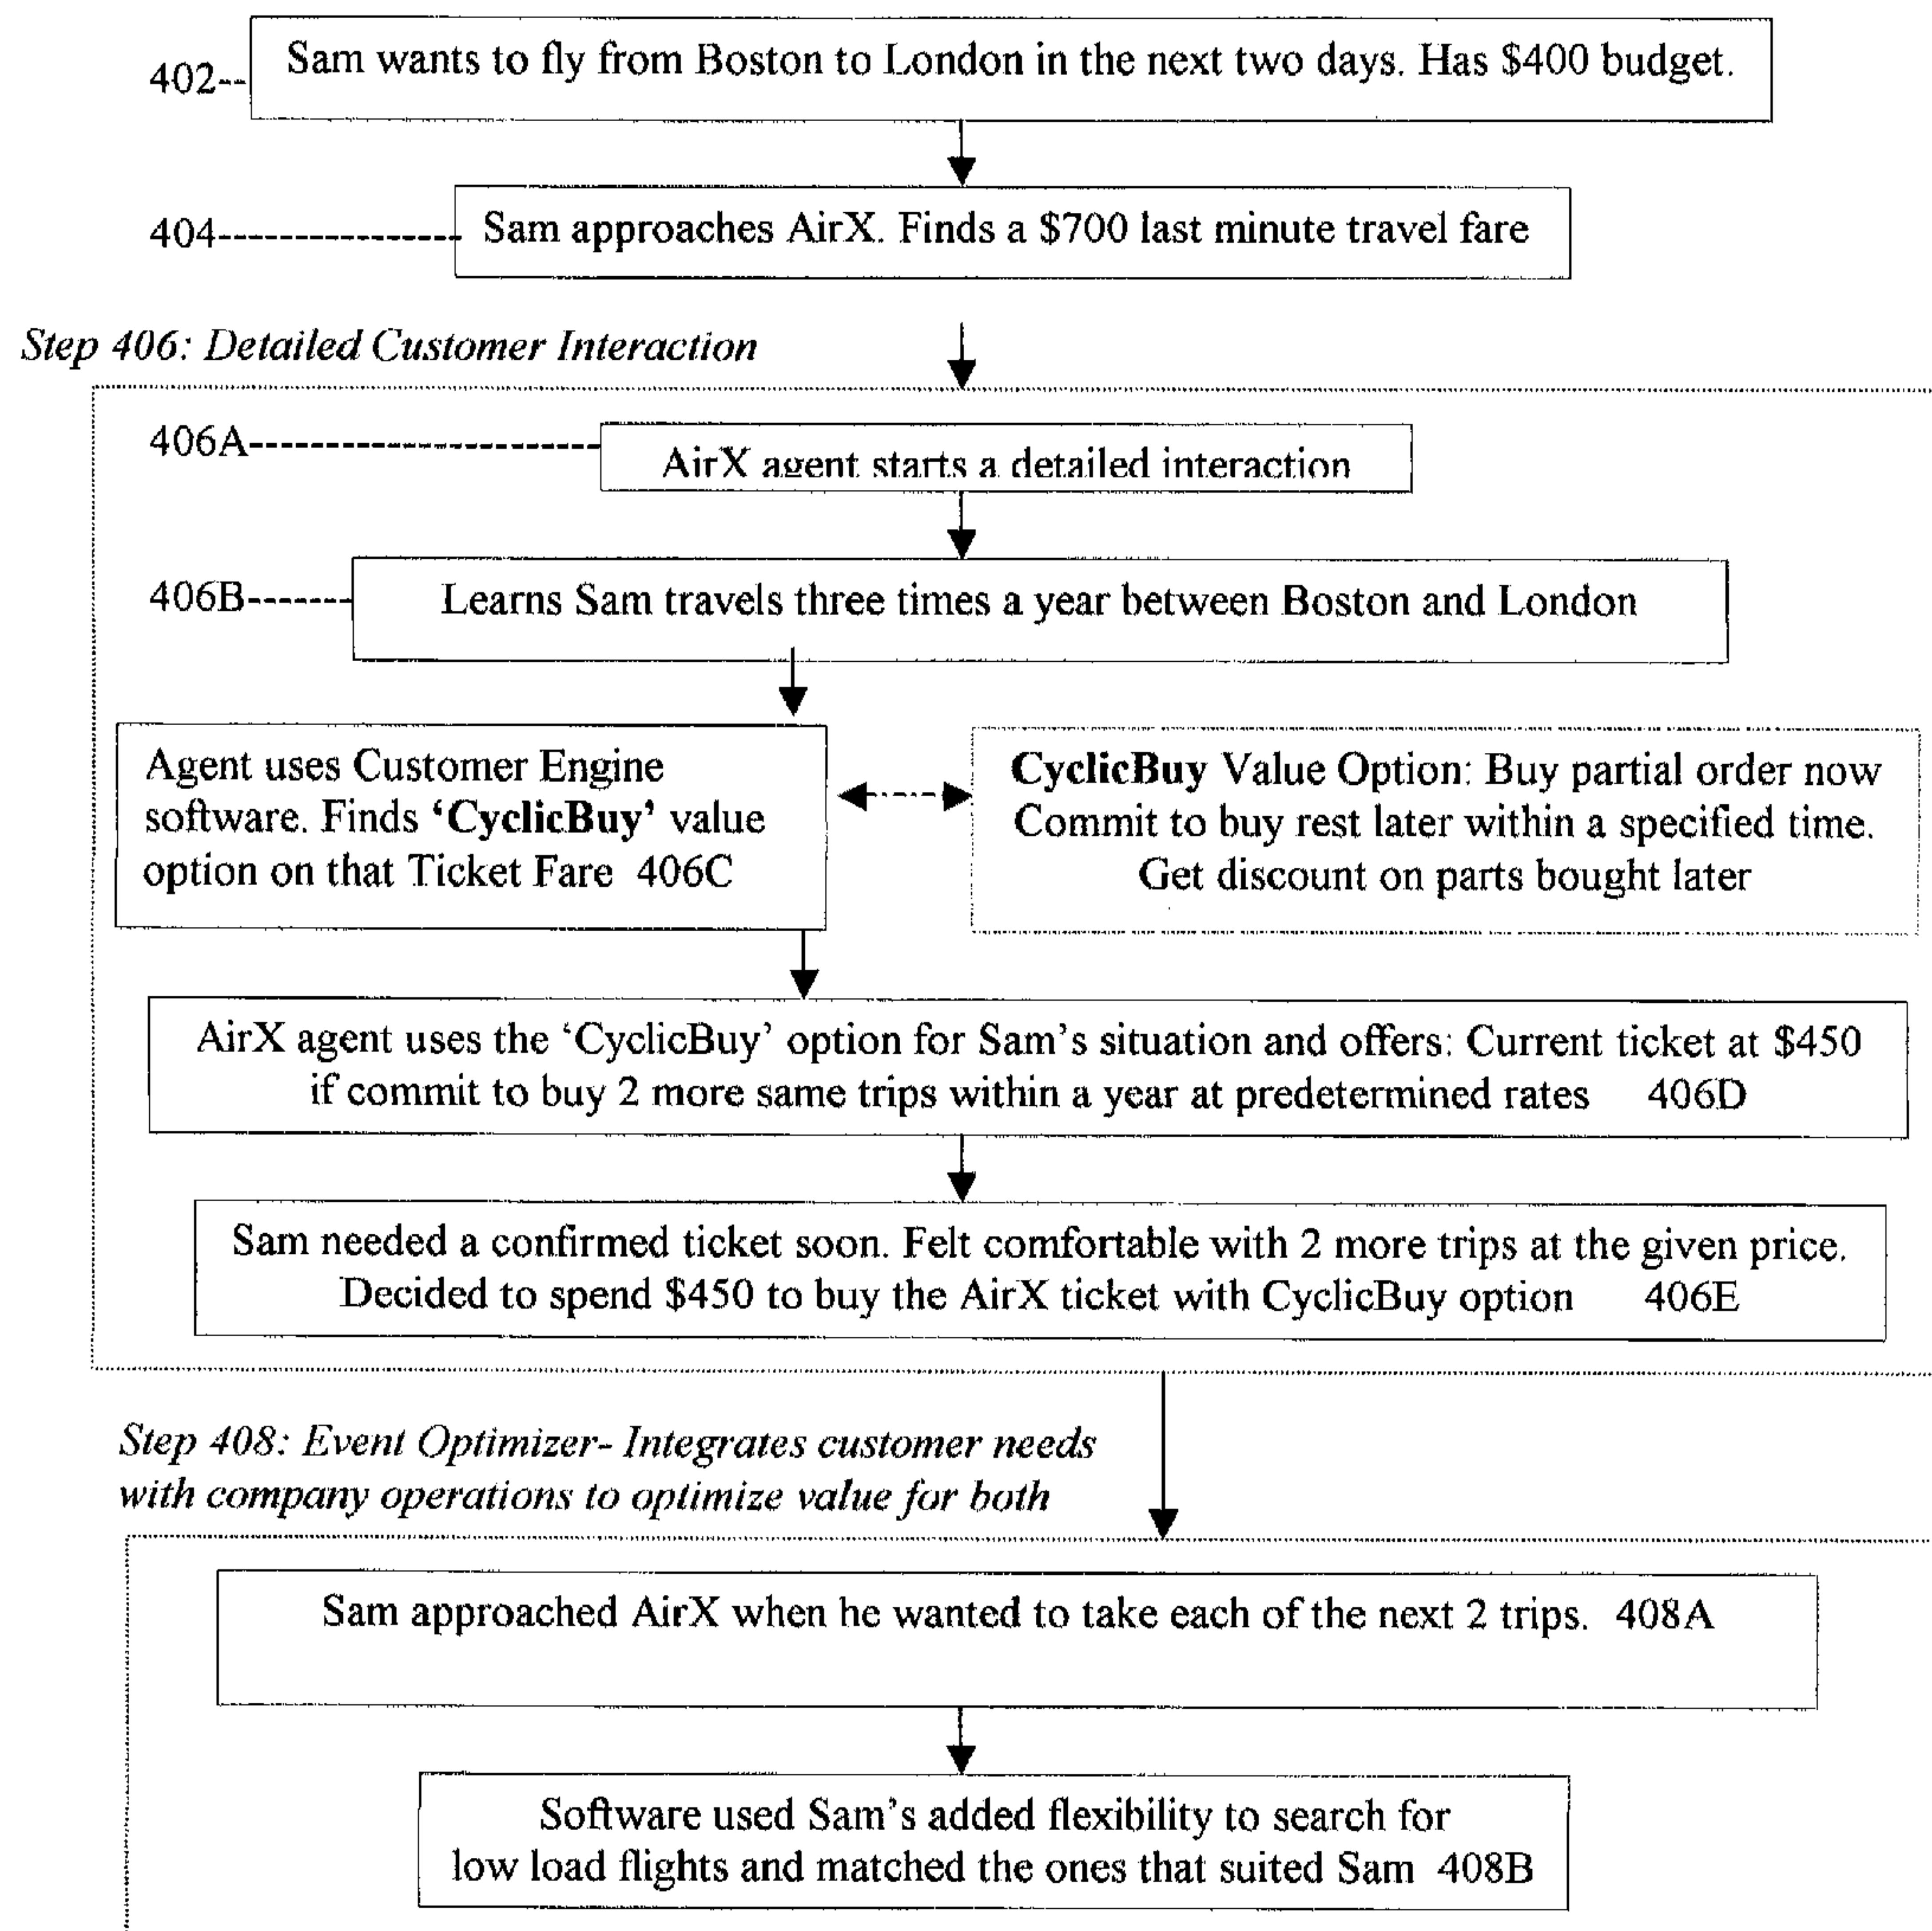 402--
Sam wants to fly from Boston to London in the next two days. Has $400 budget.
404--------------
Sam approaches AirX. Finds a $700 last minute travel fare
Step 406: Detailed Customer Interaction
406A--------------------
AirX agent starts a detailed interaction
406B-------
Learns Sam travels three times a year between Boston and London
Agent uses Customer Engine
software. Finds ‘CyclicBuy’ value
option on that Ticket Fare 406C
CyclicBuy Value Option: Buy partial order now
Commit to buy rest later within a specified time.
Get discount on parts bought later
AirX agent uses the ‘CyclicBuy’ option for Sam’s situation and offers: Current ticket at $450
if commit to buy 2 more same trips within a year at predetermined rates 406D
Sam needed a confirmed ticket soon. Felt comfortable with 2 more trips at the given price.
Decided to spend $450 to buy the AirX ticket with CyclicBuy option 406E
Step 408: Event Optimizer- Integrates customer needs
with company operations to optimize value for both
Sam approached AirX when he wanted to take each of the next 2 trips. 408A
Software used Sam’s added flexibility to search for
low load flights and matched the ones that suited Sam 408B